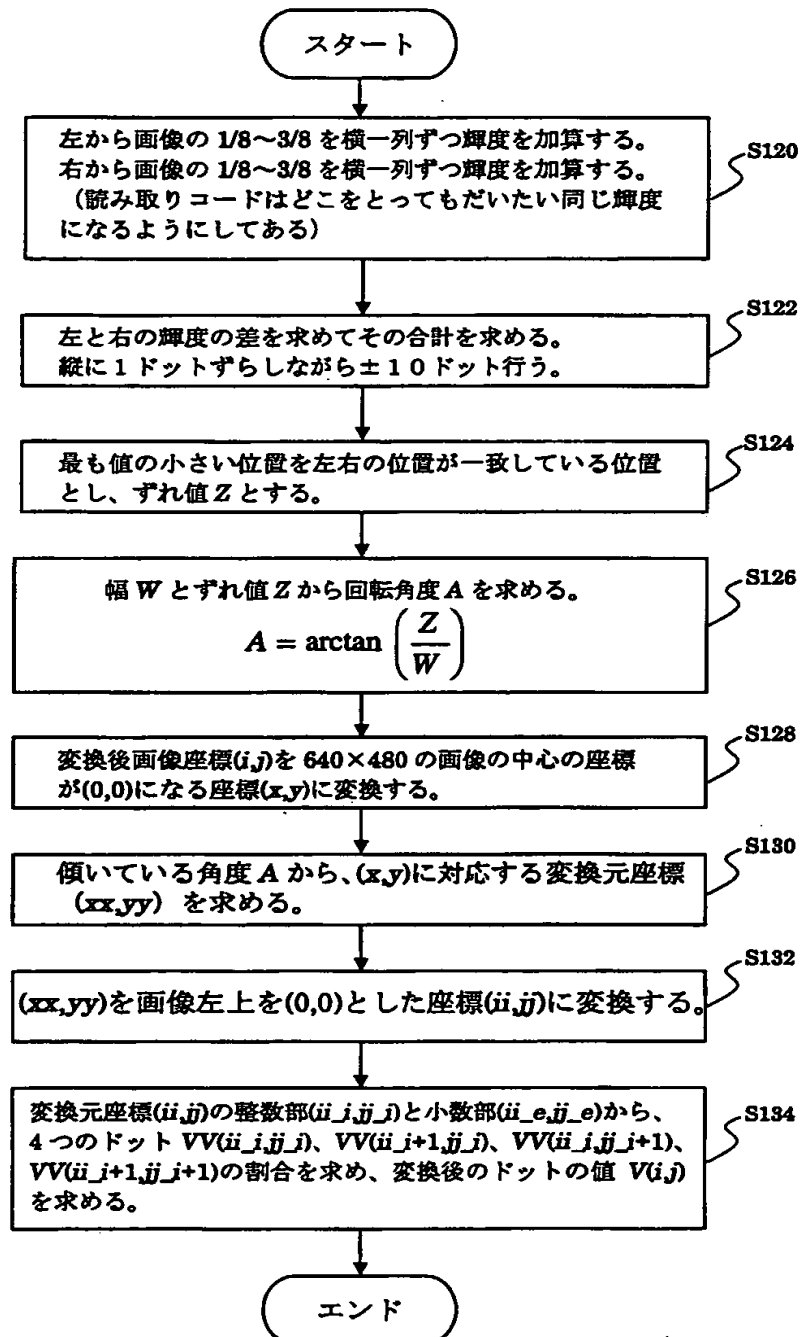 スタート
左から画像の 1/8～3/8 を横一列ずつ輝度を加算する。
右から画像の 1/8～3/8 を横一列ずつ輝度を加算する。
（読み取りコードはどこをとってもだいたい同じ輝度
になるようにしてある）
S120
左と右の輝度の差を求めてその合計を求める。
縦に１ドットずらしながら±１０ドット行う。
S122
最も値の小さい位置を左右の位置が一致している位置
とし、ずれ値 Z とする。
S124
幅 W とずれ値 Z から回転角度 A を求める。
A = arctan (Z/W)
S126
変換後画像座標(i,j)を 640×480 の画像の中心の座標
が(0,0)になる座標(x,y)に変換する。
S128
傾いている角度 A から、(x,y)に対応する変換元座標
（xx,yy）を求める。
S130
(xx,yy)を画像左上を(0,0)とした座標(ii,jj)に変換する。
S132
変換元座標(ii,jj)の整数部(ii_i,jj_i)と小数部(ii_e,jj_e)から、
4 つのドット VV(ii_i,jj_i)、VV(ii_i+1,jj_i)、VV(ii_i,jj_i+1)、
VV(ii_i+1,jj_i+1)の割合を求め、変換後のドットの値 V(i,j)
を求める。
S134
エンド